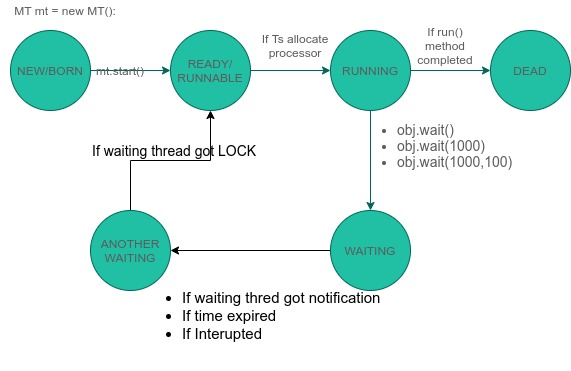 MT mt = new MT():
NEW/BORN
mt.start()
READY/
RUNNABLE
If Ts allocate
processor
RUNNING
If run()
method
completed
DEAD
• obj.wait()
• obj.wait(1000)
• obj.wait(1000,100)
If waiting thread got LOCK
ANOTHER
WAITING
WAITING
• If waiting thred got notification
• If time expired
• If Interupted